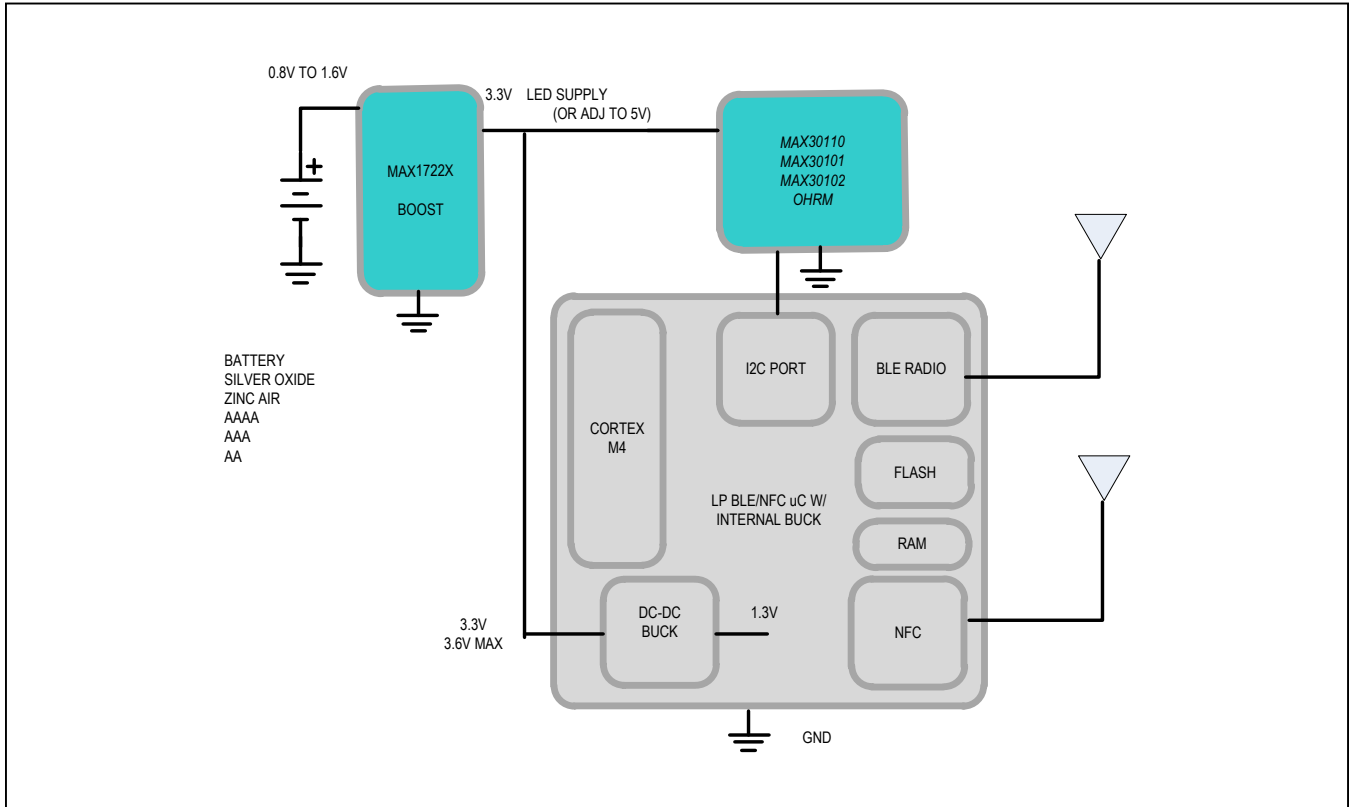 0.8V TO 1.6V
3.3V LED SUPPLY
(OR ADJ TO 5V)
+
MAX1722X
BOOST
MAX30110
MAX30101
MAX30102
OHRM
BATTERY
SILVER OXIDE
ZINC AIR
AAAA
AAA
AA
I2C PORT
BLE RADIO
CORTEX
M4
FLASH
LP BLE/NFC uC W/
INTERNAL BUCK
RAM
3.3V
3.6V MAX
DC-DC
BUCK
1.3V
NFC
GND